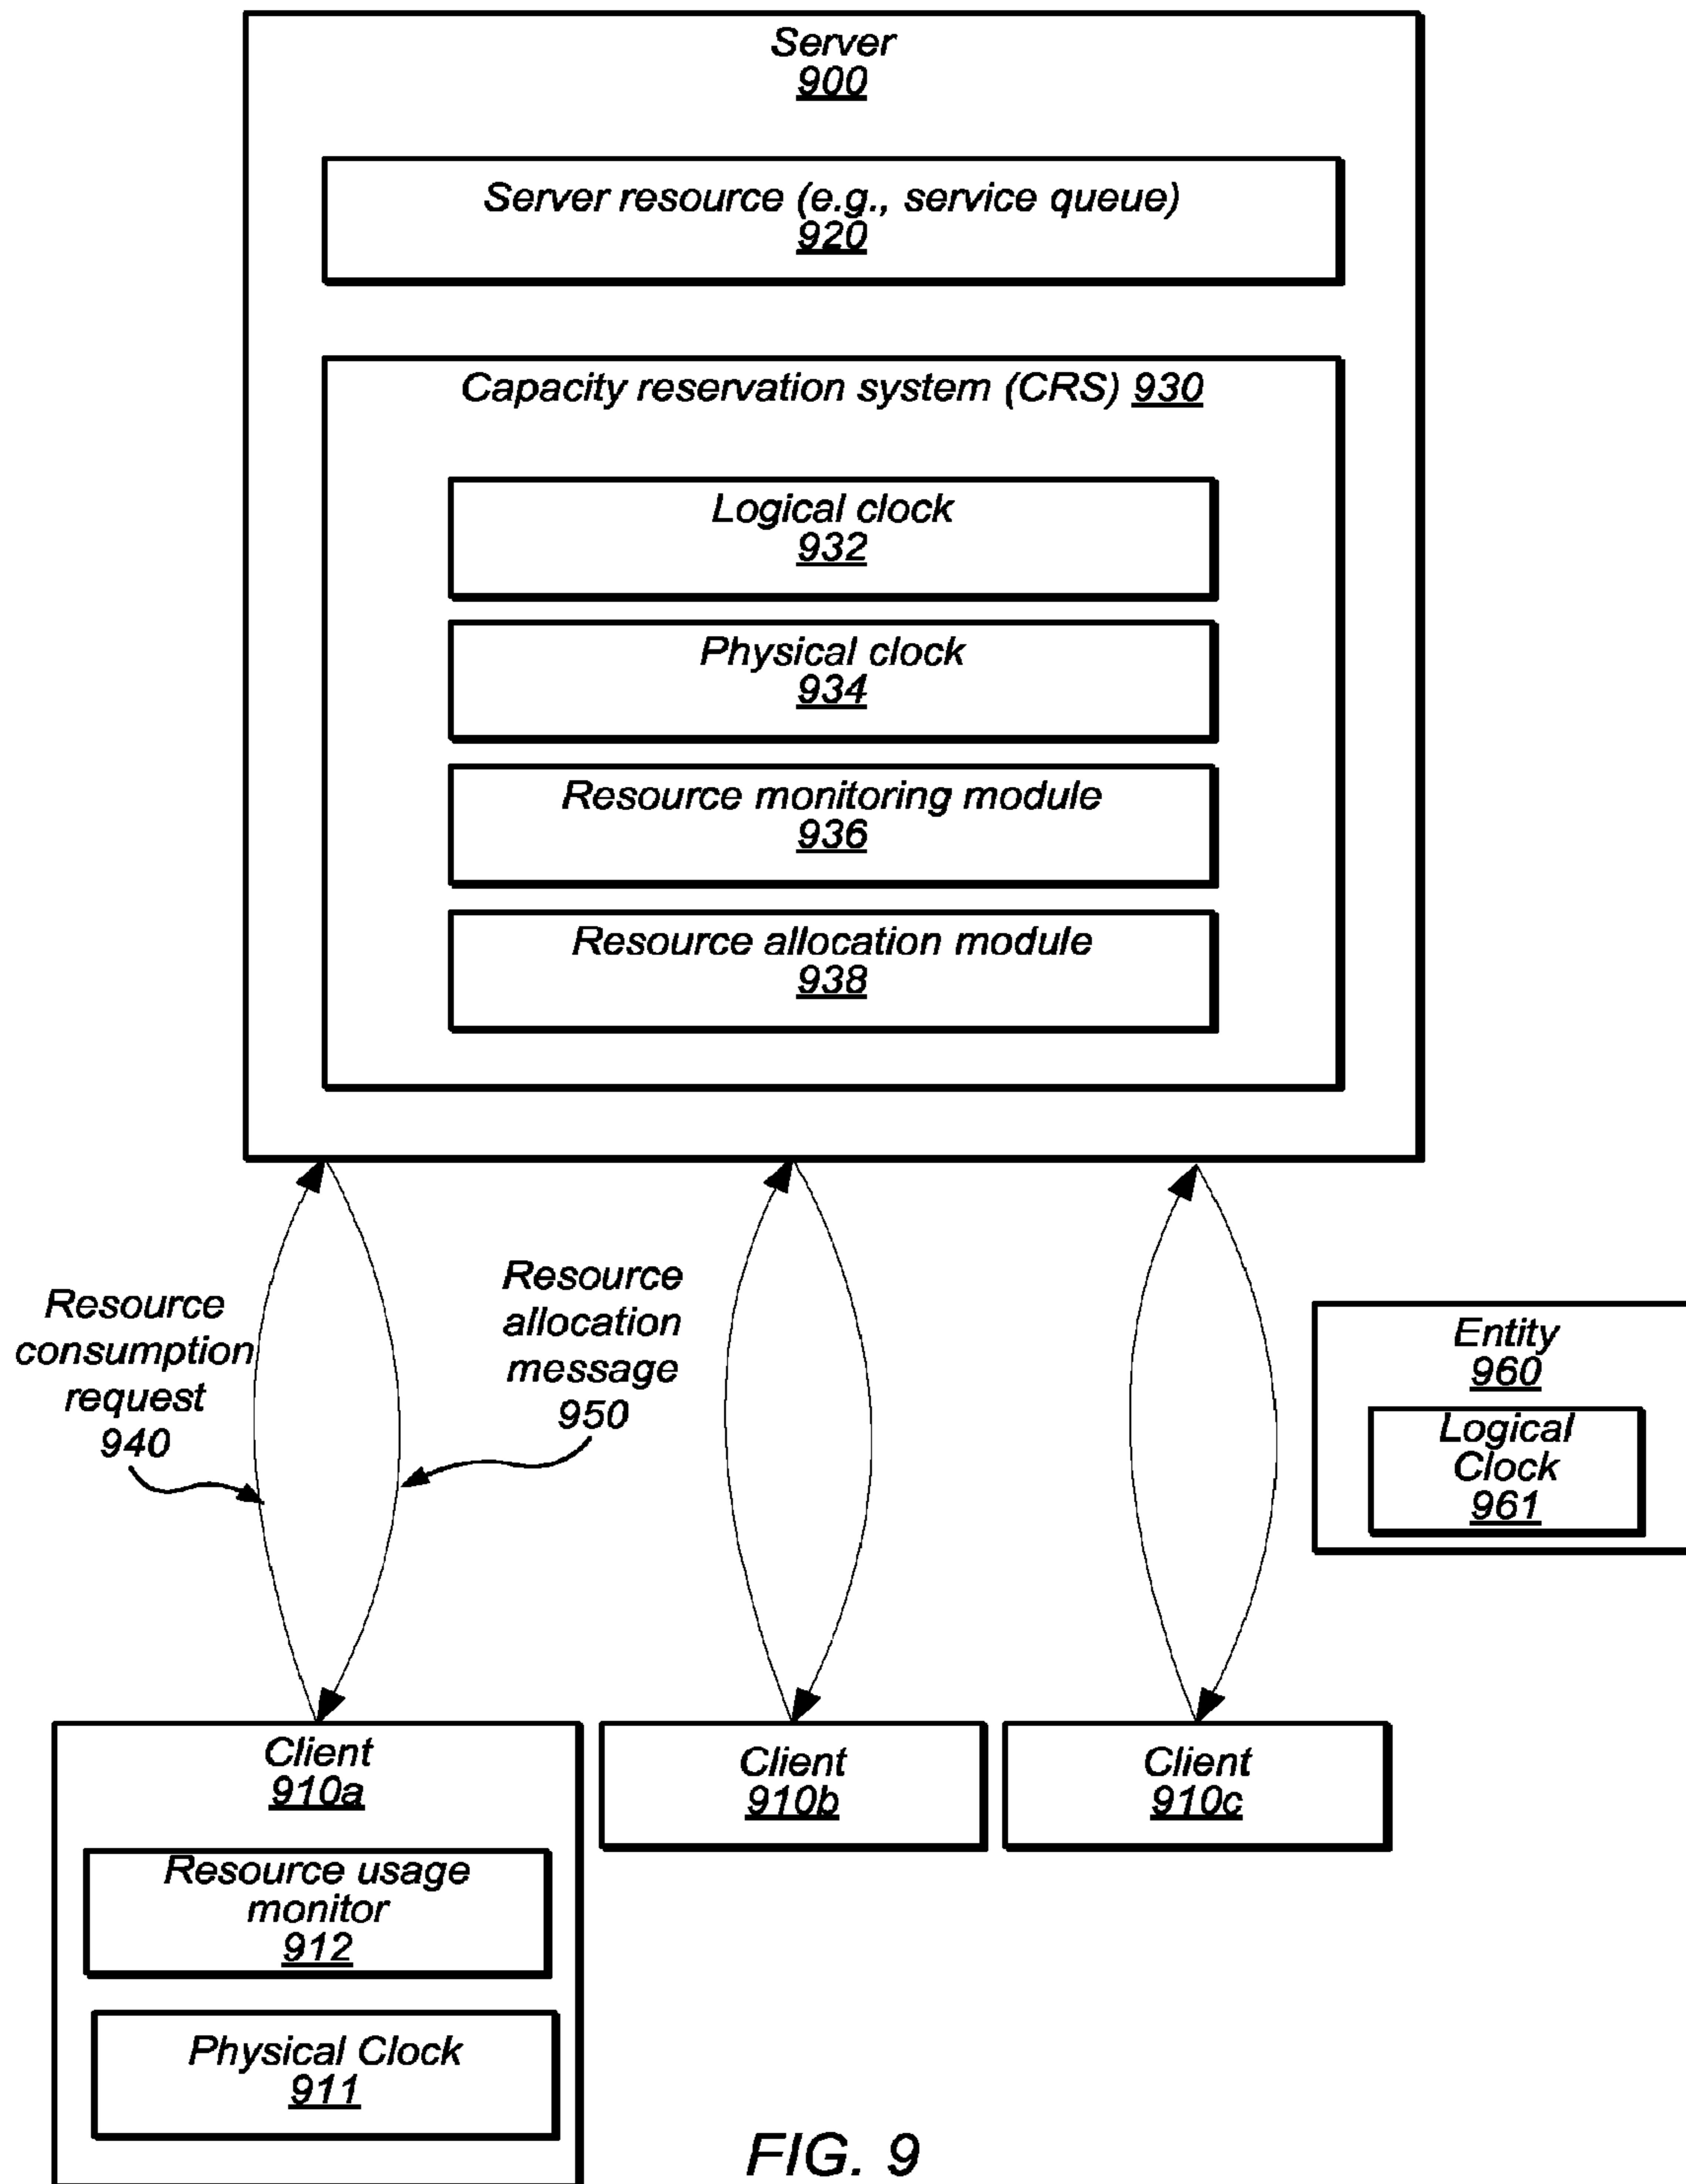 Server
900
Server resource (e.g., service queue)
920
Capacity reservation system (CRS) 930
Logical clock
932
Physical clock
934
Resource monitoring module
936
Resource allocation module
938
Resource
consumption
request
940
Resource
allocation
message
950
Entity
960
Logical
Clock
961
Client
910a
Resource usage
monitor
912
Physical Clock
911
Client
910b
Client
910c
FIG. 9